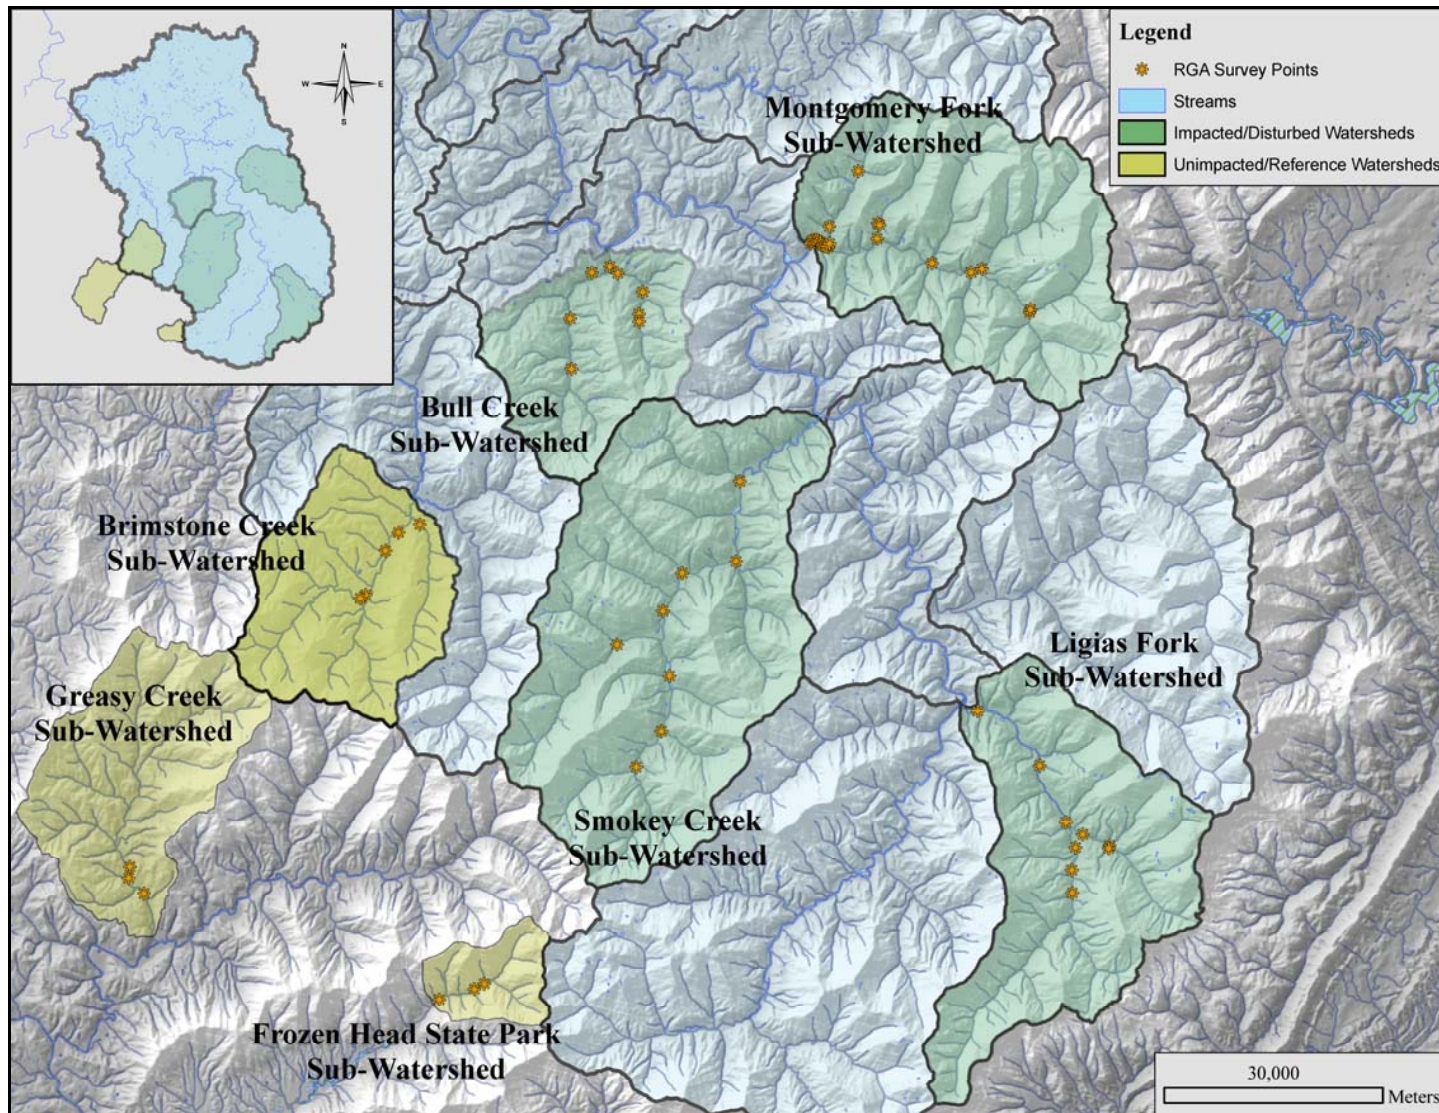 N
W
E
S
Legend
RGA Survey Points
Streams
Impacted/Disturbed Watersheds
Unimpacted/Reference Watersheds
Montgomery Fork
Sub-Watershed
Bull Creek
Sub-Watershed
Brimstone Creek
Sub-Watershed
Greasy Creek
Sub-Watershed
Ligias Fork
Sub-Watershed
Smokey Creek
Sub-Watershed
Frozen Head State Park
Sub-Watershed
30,000
Meters